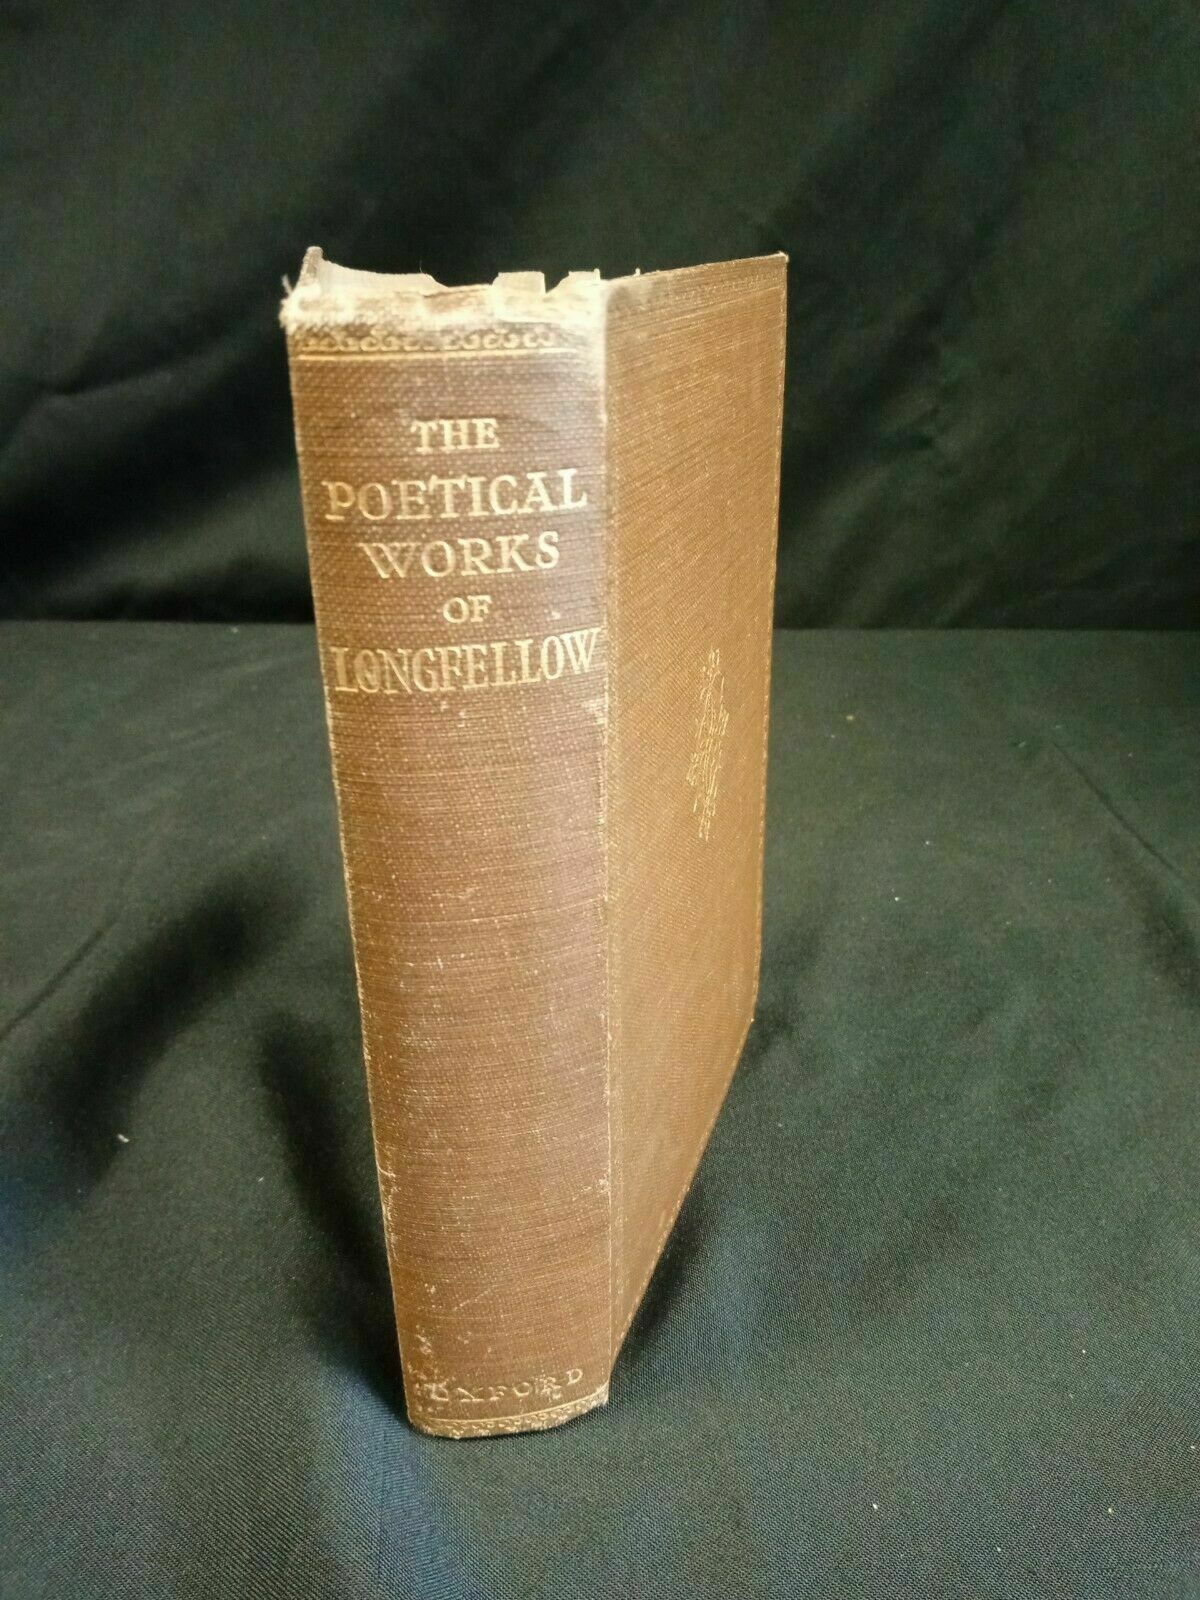 THE
POETICAL
WORKS
OF
LONGFELLOW
OXFORD